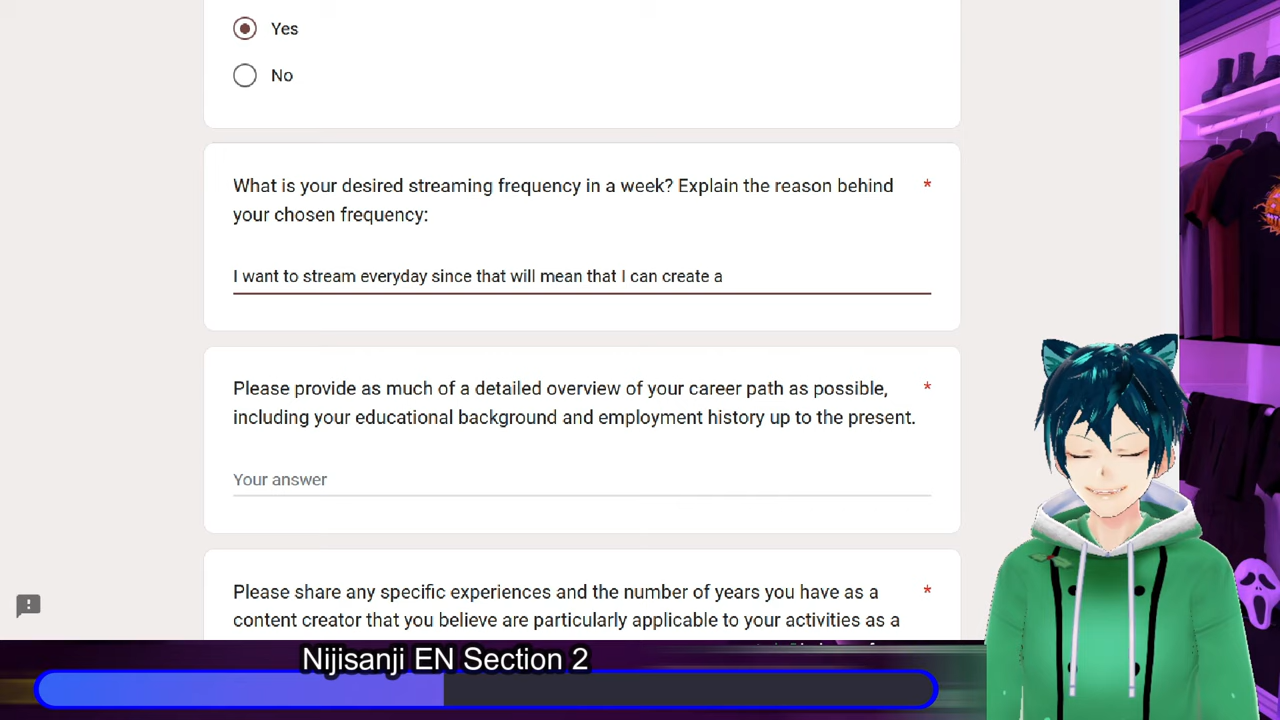 Yes
No
What is your desired streaming frequency in a week? Explain the reason behind *
your chosen frequency:
I want to stream everyday since that will mean that I can create a
Please provide as much of a detailed overview of your career path as possible, *
including your educational background and employment history up to the present.
Your answer
Please share any specific experiences and the number of years you have as a *
content creator that you believe are particularly applicable to your activities as a
Nijisanji EN Section 2